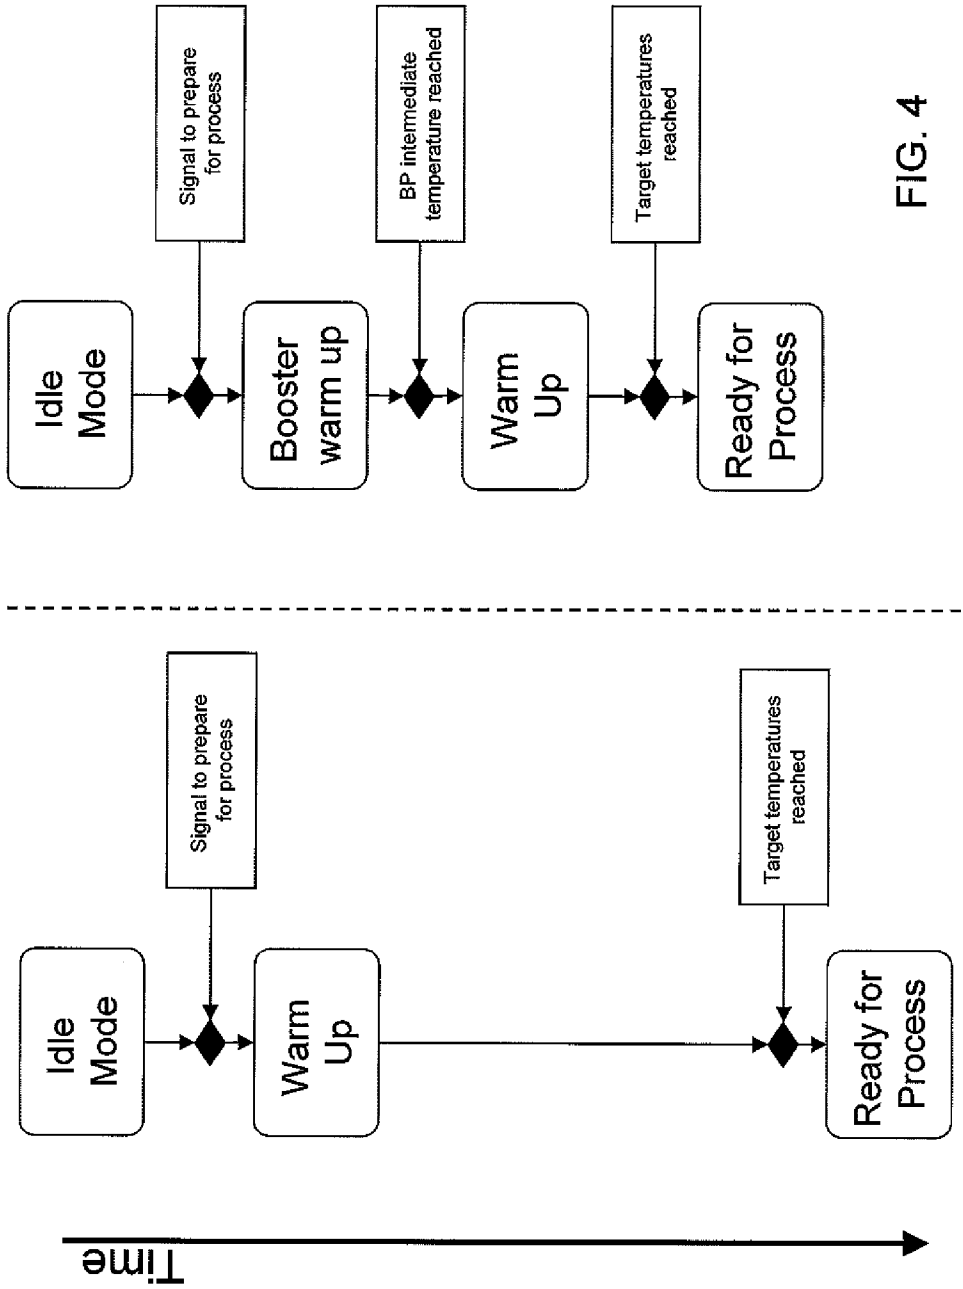 Time
Idle
Mode
Signal to prepare
for process
Warm
Up
Target temperatures
reached
Ready for
Process
Idle
Mode
Signal to prepare
for process
Booster
warm up
BP intermediate
temperature reached
Warm
Up
Target temperatures
reached
Ready for
Process
FIG. 4